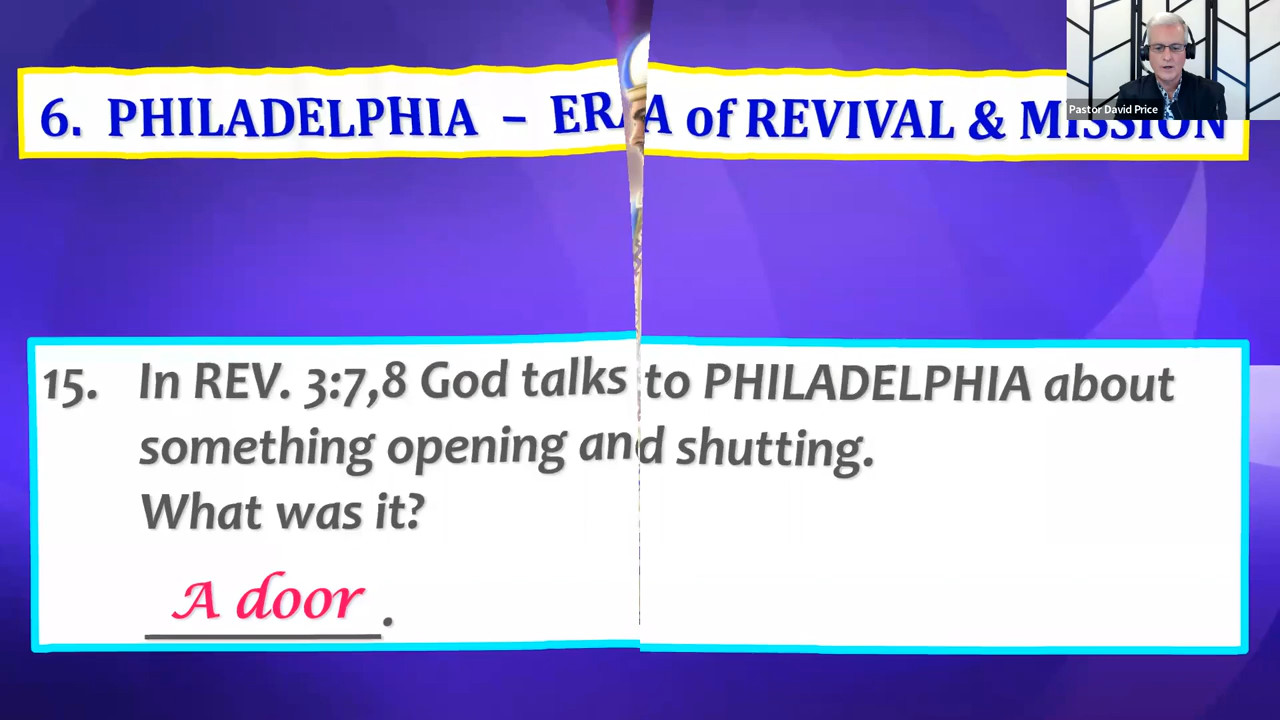 6. PHILADELPHIA – ERA of REVIVAL & MISSION
Pastor David Price
15. In REV. 3:7,8 God talks to PHILADELPHIA about
something opening and shutting.
What was it?
A door.